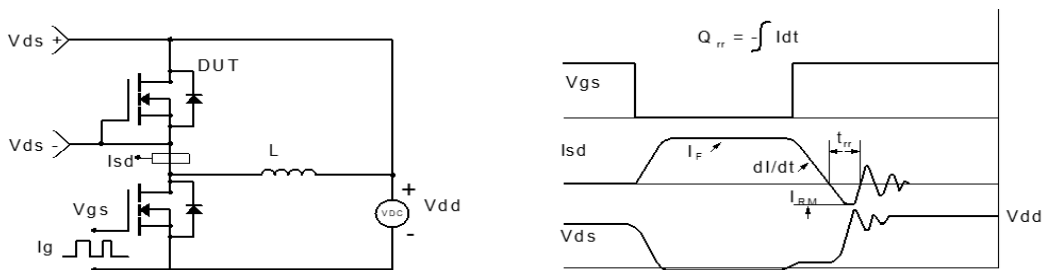 Vds +
DUT
Vds -
Isd
L
Vgs
+
VDC
Vdd
-
Ig
Q rr = - ∫ Idt
Vgs
Isd
I F
t rr
dI/dt
I RM
Vdd
Vds